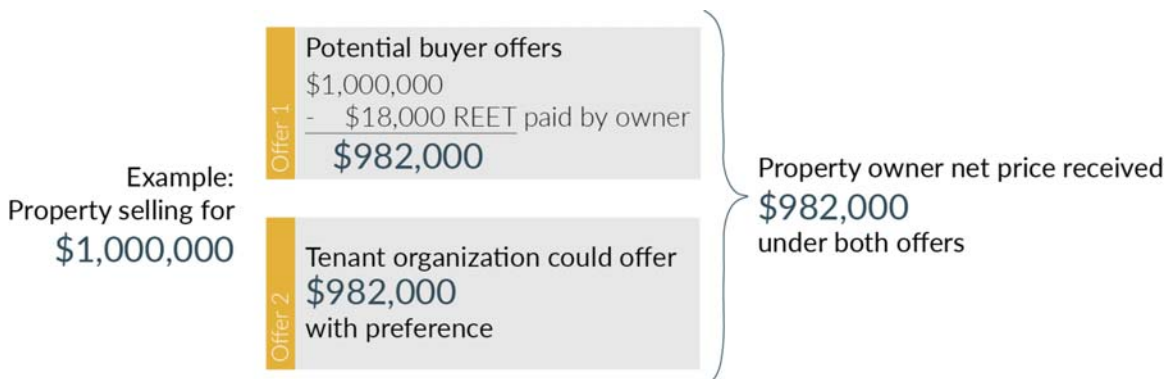 Example:
Property selling for
$1,000,000
Offer 1
Potential buyer offers
$1,000,000
- $18,000 REET paid by owner
$982,000
Offer 2
Tenant organization could offer
$982,000
with preference
Property owner net price received
$982,000
under both offers